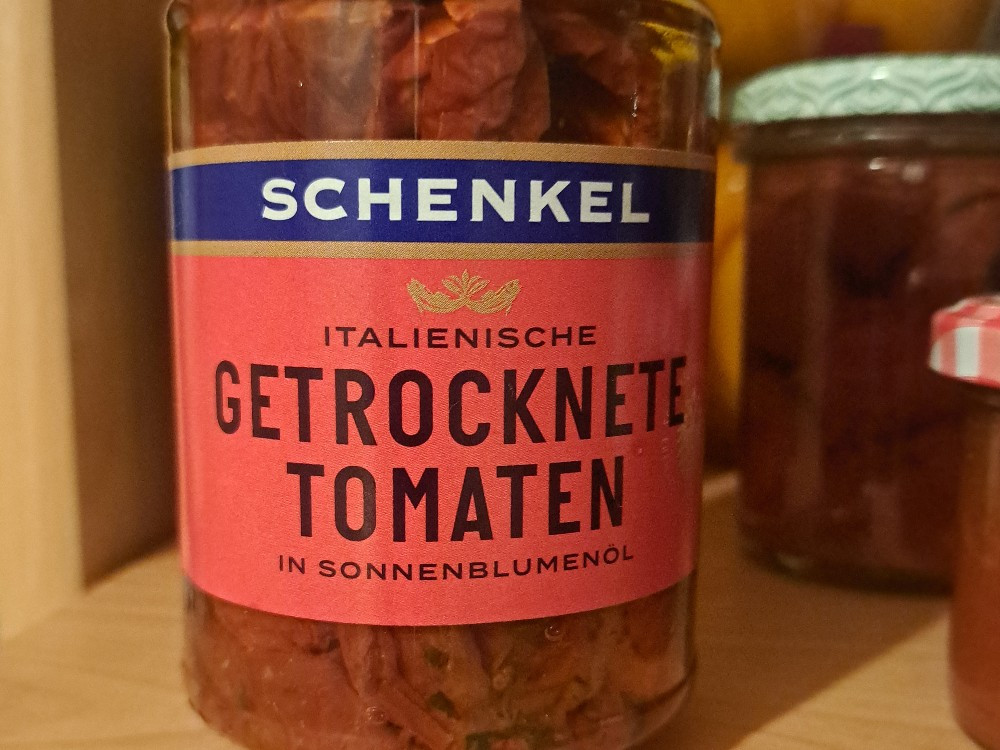 SCHENKEL
ITALIENISCHE
GETROCKNETE
TOMATEN
IN SONNENBLUMENÖL